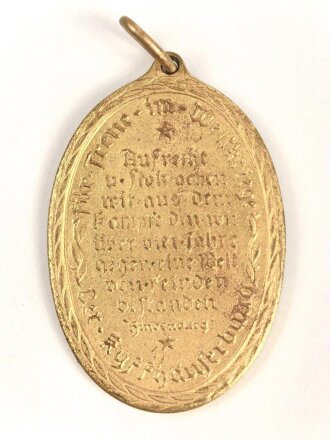 Für · Treue · im · Weltkriege
Aufrecht
u · stolz · gehen
wir · aus · dem ·
Kampf · den · wir
über · vier · Jahre
gegen · eine · Welt
von · Feinden
bestanden
Hindenburg
Der · Kyffhäuserbund